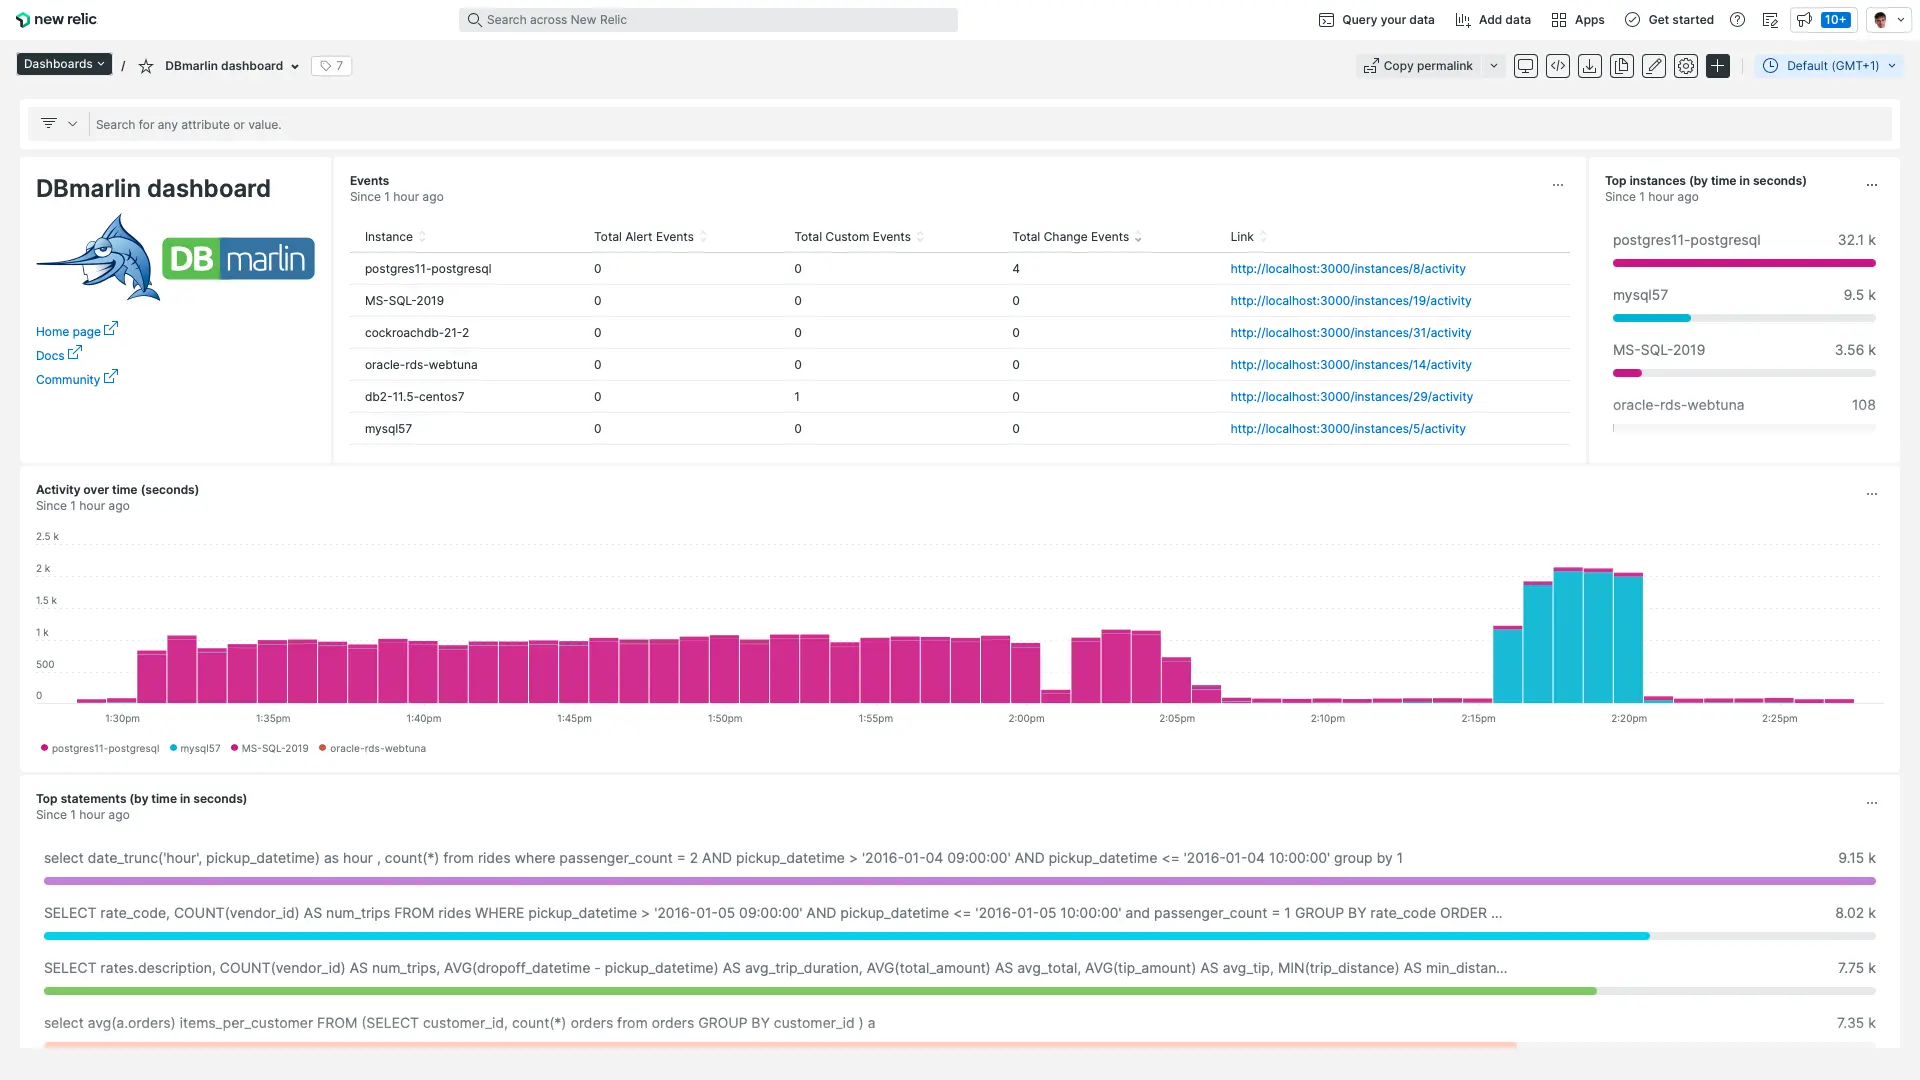 new relic
Search across New Relic
Query your data
Add data
Apps
Get started
10+
Dashboards
/
DBmarlin dashboard
7
Copy permalink
Default (GMT+1)
Search for any attribute or value.
DBmarlin dashboard
DB marlin
Home page
Docs
Community
Events
Since 1 hour ago
...
Instance Total Alert Events Total Custom Events Total Change Events Link
postgres11-postgresql 0 0 4 http://localhost:3000/instances/8/activity
MS-SQL-2019 0 0 0 http://localhost:3000/instances/19/activity
cockroachdb-21-2 0 0 0 http://localhost:3000/instances/31/activity
oracle-rds-webtuna 0 0 0 http://localhost:3000/instances/14/activity
db2-11.5-centos7 0 1 0 http://localhost:3000/instances/29/activity
mysql57 0 0 0 http://localhost:3000/instances/5/activity
Top instances (by time in seconds)
Since 1 hour ago
...
postgres11-postgresql 32.1 k
mysql57 9.5 k
MS-SQL-2019 3.56 k
oracle-rds-webtuna 108
Activity over time (seconds)
Since 1 hour ago
...
2.5 k
2 k
1.5 k
1 k
500
0
1:30pm 1:35pm 1:40pm 1:45pm 1:50pm 1:55pm 2:00pm 2:05pm 2:10pm 2:15pm 2:20pm 2:25pm
postgres11-postgresql mysql57 MS-SQL-2019 oracle-rds-webtuna
Top statements (by time in seconds)
Since 1 hour ago
...
select date_trunc('hour', pickup_datetime) as hour , count(*) from rides where passenger_count = 2 AND pickup_datetime > '2016-01-04 09:00:00' AND pickup_datetime <= '2016-01-04 10:00:00' group by 1 9.15 k
SELECT rate_code, COUNT(vendor_id) AS num_trips FROM rides WHERE pickup_datetime > '2016-01-05 09:00:00' AND pickup_datetime <= '2016-01-05 10:00:00' and passenger_count = 1 GROUP BY rate_code ORDER ... 8.02 k
SELECT rates.description, COUNT(vendor_id) AS num_trips, AVG(dropoff_datetime - pickup_datetime) AS avg_trip_duration, AVG(total_amount) AS avg_total, AVG(tip_amount) AS avg_tip, MIN(trip_distance) AS min_distan... 7.75 k
select avg(a.orders) items_per_customer FROM (SELECT customer_id, count(*) orders from orders GROUP BY customer_id ) a 7.35 k